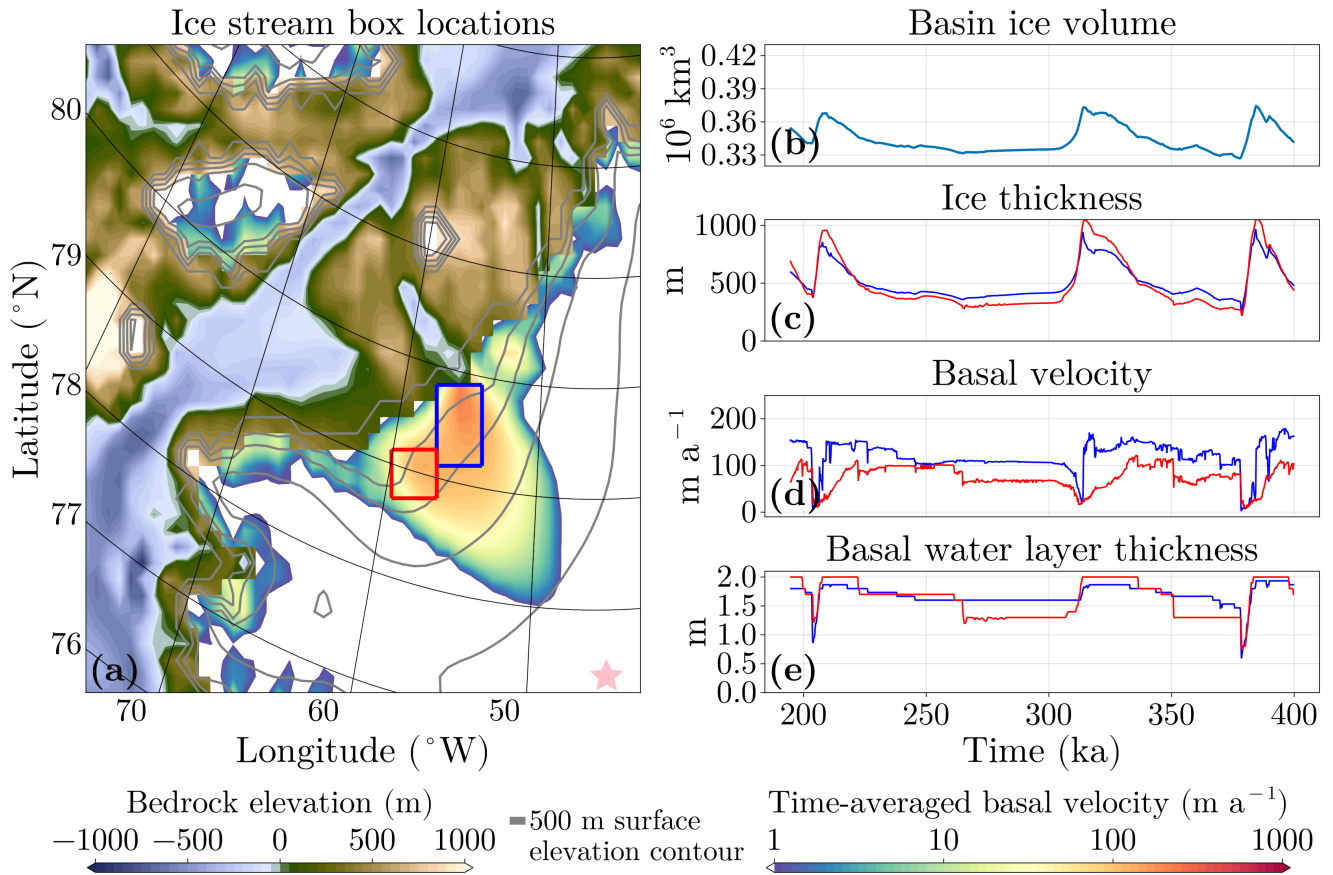 Ice stream box locations
80
79
78
77
76
Latitude (°N)
(a)
70 60 50
Longitude (°W)
Basin ice volume
0.42
0.39
0.36
0.33
10⁶ km³
(b)
Ice thickness
1000
500
0
m
(c)
Basal velocity
200
100
0
m a⁻¹
(d)
Basal water layer thickness
2.0
1.5
1.0
0.5
0.0
m
(e)
200 250 300 350 400
Time (ka)
Bedrock elevation (m)
−1000 −500 0 500 1000
500 m surface
elevation contour
Time-averaged basal velocity (m a⁻¹)
1 10 100 1000